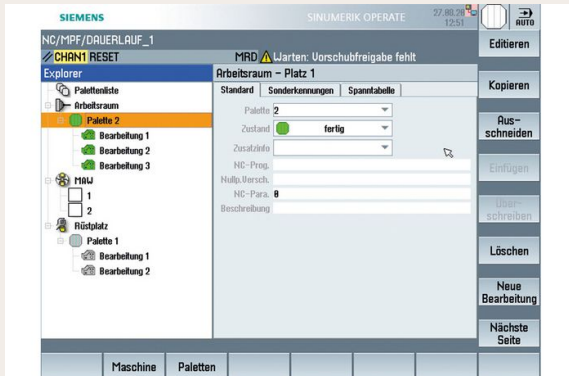 SIEMENS
SINUMERIK OPERATE
12:51
AUTO
NC/MPF/DAUERLAUF_1
CHAN1 RESET
MRD Warten: Vorschubfreigabe fehlt
Explorer
Palettenliste
Arbeitsraum
Palette 2
Bearbeitung 1
Bearbeitung 2
Bearbeitung 3
MAW
1
2
Rüstplatz
Palette 1
Bearbeitung 1
Bearbeitung 2
Arbeitsraum - Platz 1
Standard Sonderkennungen Spanntabelle
Palette 2
Zustand fertig
Zusatzinfo
NC-Prog.
Nullp.Versch.
NC-Para. 0
Beschreibung
Editieren
Kopieren
Aus-
schneiden
Einfügen
Über-
schreiben
Löschen
Neue
Bearbeitung
Nächste
Seite
Maschine Paletten